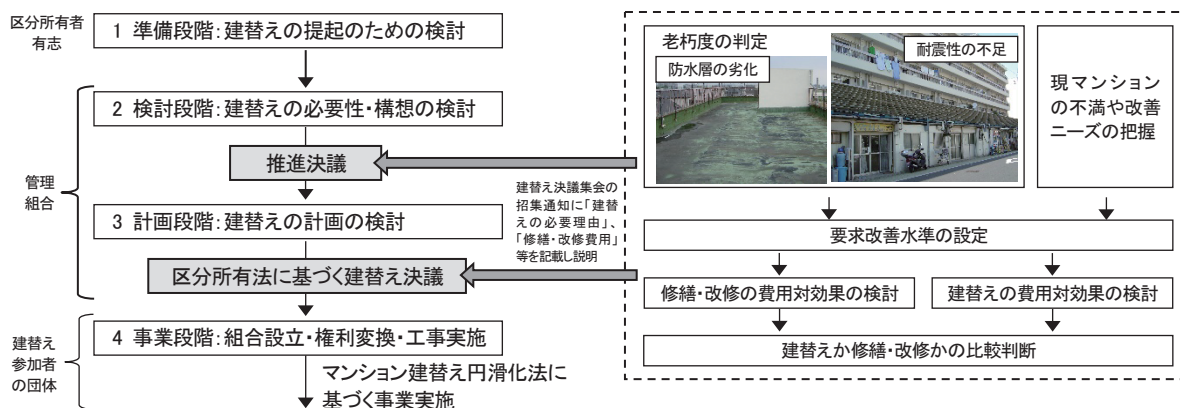 区分所有者
有志
1 準備段階：建替えの提起のための検討
管理
組合
2 検討段階：建替えの必要性・構想の検討
推進決議
3 計画段階：建替えの計画の検討
区分所有法に基づく建替え決議
建替え
参加者
の団体
4 事業段階：組合設立・権利変換・工事実施
マンション建替え円滑化法に
基づく事業実施
建替え決議集会の
招集通知に「建替
えの必要理由」、
「修繕・改修費用」
等を記載し説明
老朽度の判定
防水層の劣化
耐震性の不足
現マンション
の不満や改善
ニーズの把握
要求改善水準の設定
修繕・改修の費用対効果の検討
建替えの費用対効果の検討
建替えか修繕・改修かの比較判断